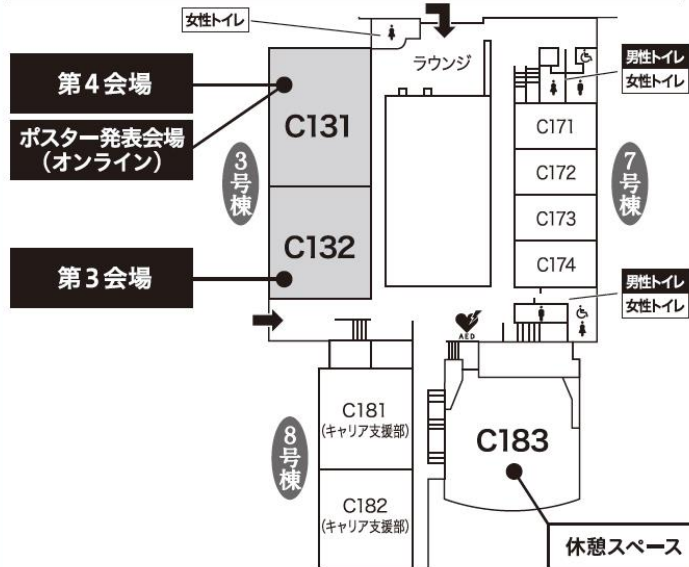 女性トイレ
ラウンジ
男性トイレ
女性トイレ
第4会場
ポスター発表会場
（オンライン）
C131
3号棟
C132
第3会場
C171
C172
C173
C174
7号棟
男性トイレ
女性トイレ
AED
8号棟
C181
(キャリア支援部)
C182
(キャリア支援部)
C183
休憩スペース